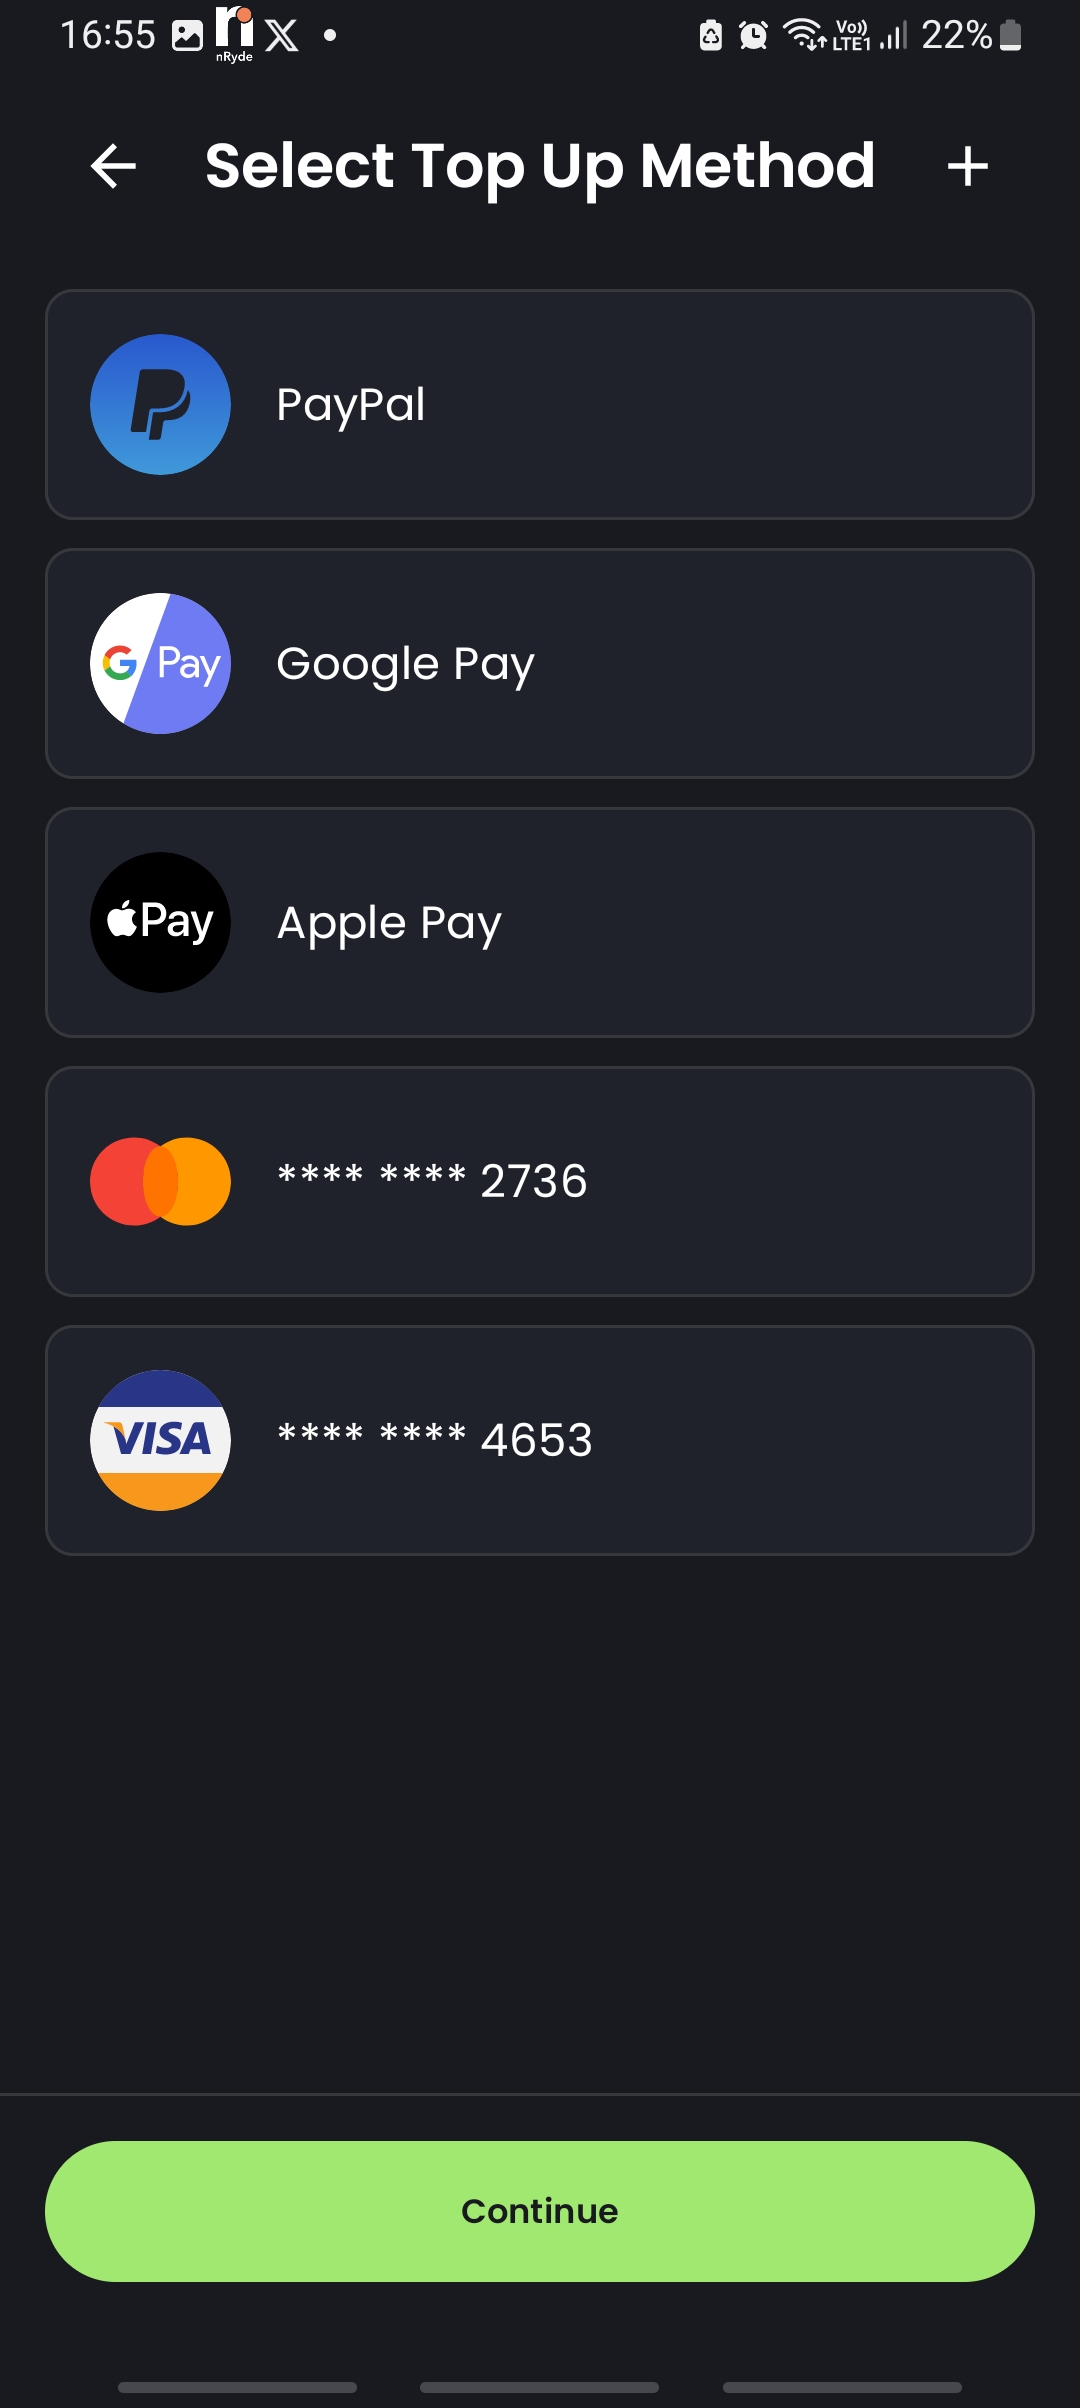 16:55 nRyde Vo)) LTE1 22%
Select Top Up Method
PayPal
G Pay Google Pay
Pay Apple Pay
**** **** 2736
VISA **** **** 4653
Continue